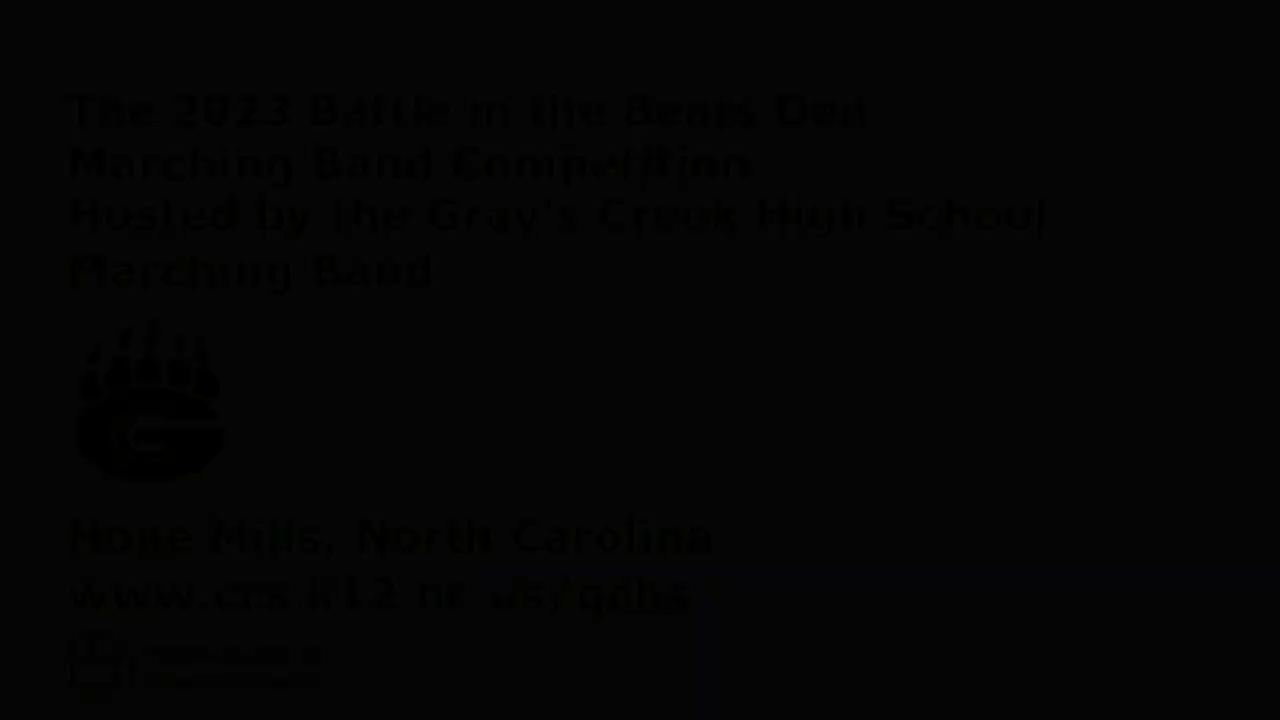 The 2023 Battle in the Bears Den
Marching Band Competition
Hosted by the Gray's Creek High School
Marching Band
G
Hope Mills, North Carolina